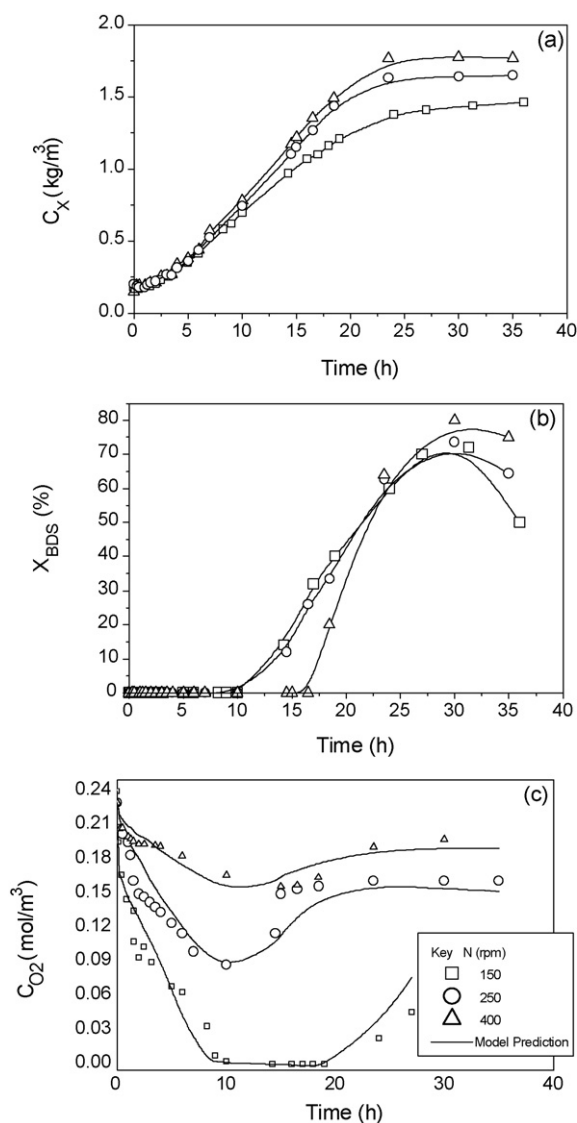 2.0
(a)
1.5
1.0
0.5
0.0
C_X (kg/m³)
0 5 10 15 20 25 30 35 40
Time (h)
80
(b)
70
60
50
40
30
20
10
0
X_BDS (%)
0 5 10 15 20 25 30 35 40
Time (h)
0.24
(c)
0.21
0.18
0.15
0.12
0.09
0.06
0.03
0.00
C_O2 (mol/m³)
Key N (rpm)
150
250
400
Model Prediction
0 10 20 30 40
Time (h)